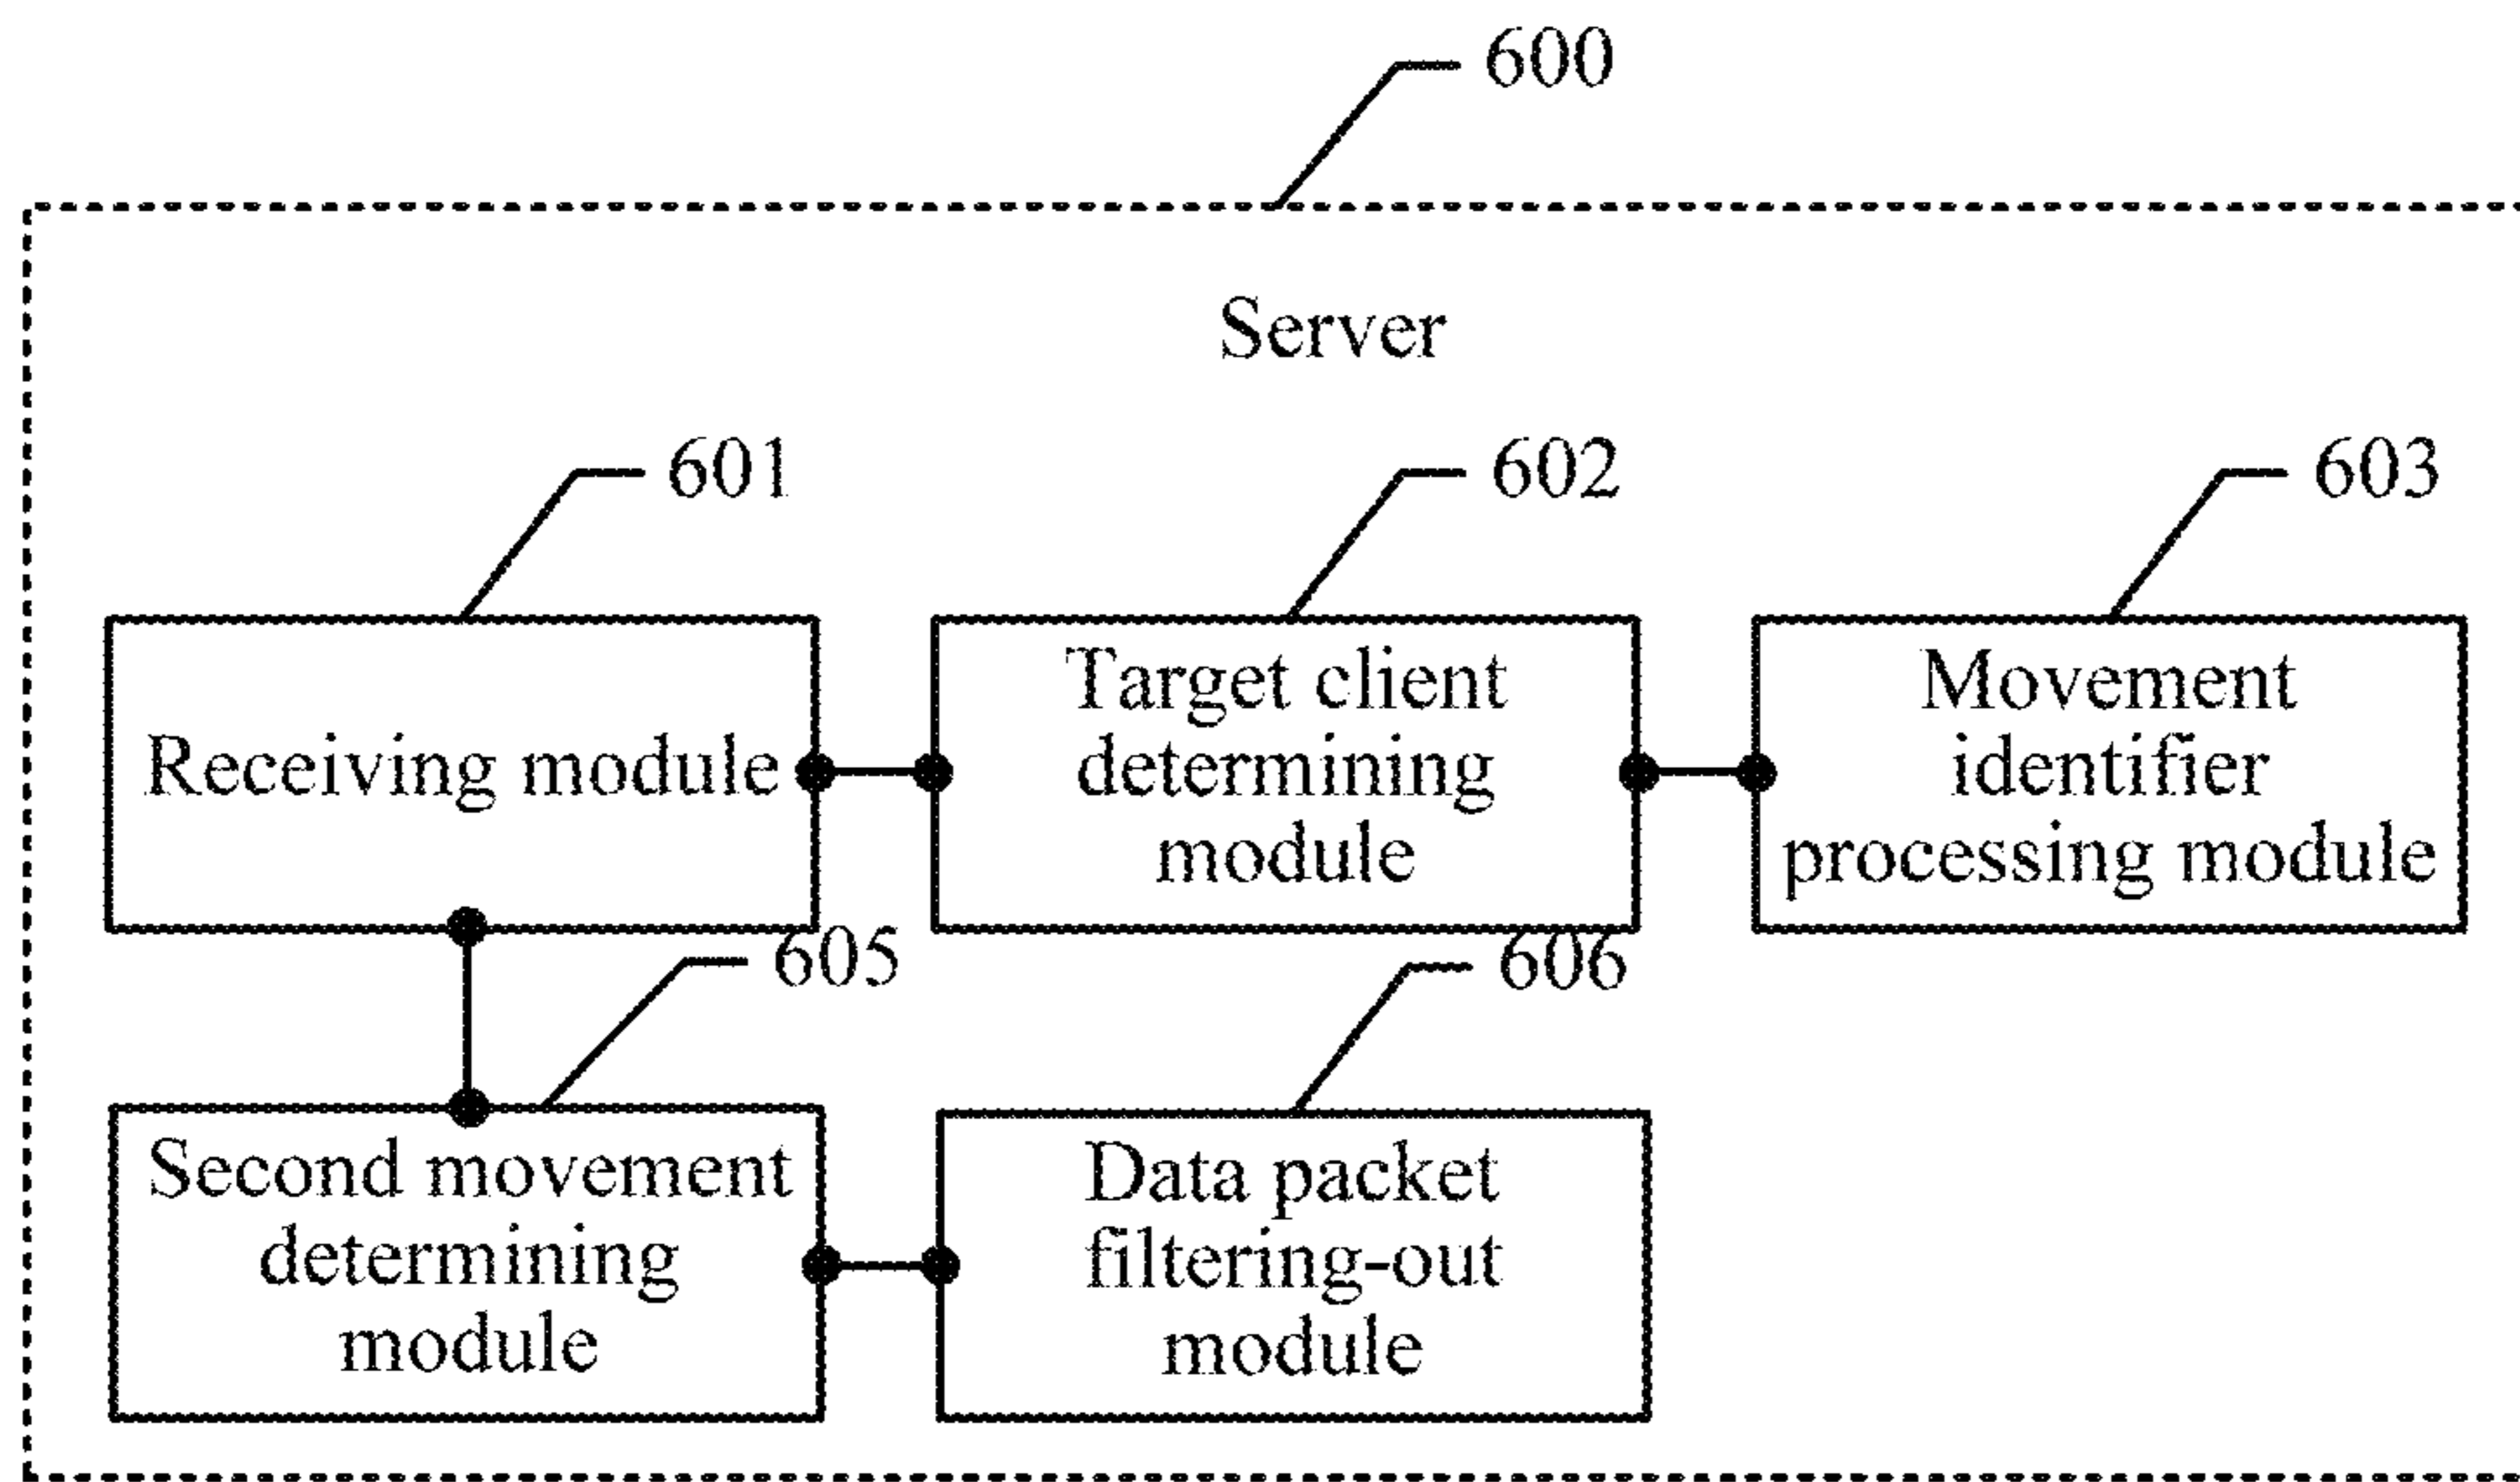 600
Server
601
602
603
Receiving module
Target client
determining
module
Movement
identifier
processing module
605
606
Second movement
determining
module
Data packet
filtering-out
module